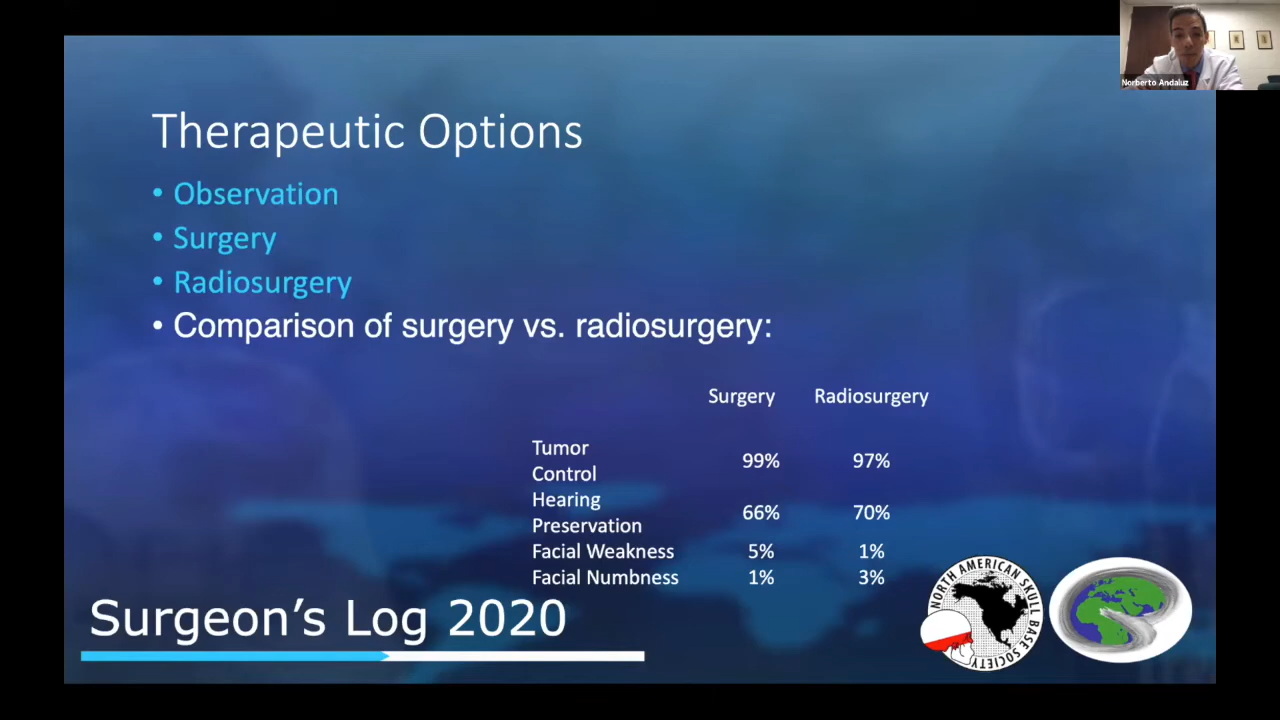 Norberto Andaluz
Therapeutic Options
• Observation
• Surgery
• Radiosurgery
• Comparison of surgery vs. radiosurgery:
Surgery Radiosurgery
Tumor
Control 99% 97%
Hearing
Preservation 66% 70%
Facial Weakness 5% 1%
Facial Numbness 1% 3%
Surgeon’s Log 2020
NORTH AMERICAN SKULL BASE SOCIETY